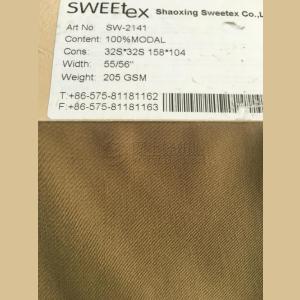 SWEEtex Shaoxing Sweetex Co.,L
Art No SW-2141
Content: 100%MODAL
Cons: 32S*32S 158*104
Width: 55/56"
Weight: 205 GSM
T:+86-575-81181162
F:+86-575-81181163